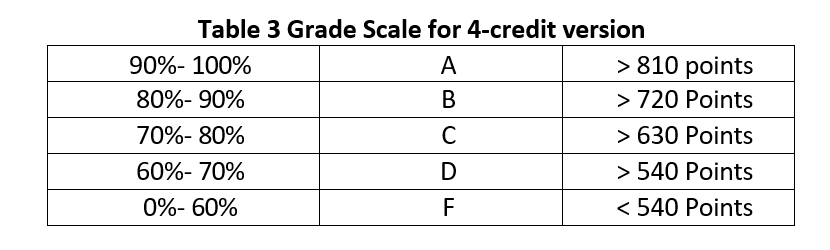 Table 3 Grade Scale for 4-credit version
90%- 100% A > 810 points
80%- 90% B > 720 Points
70%- 80% C > 630 Points
60%- 70% D > 540 Points
0%- 60% F < 540 Points